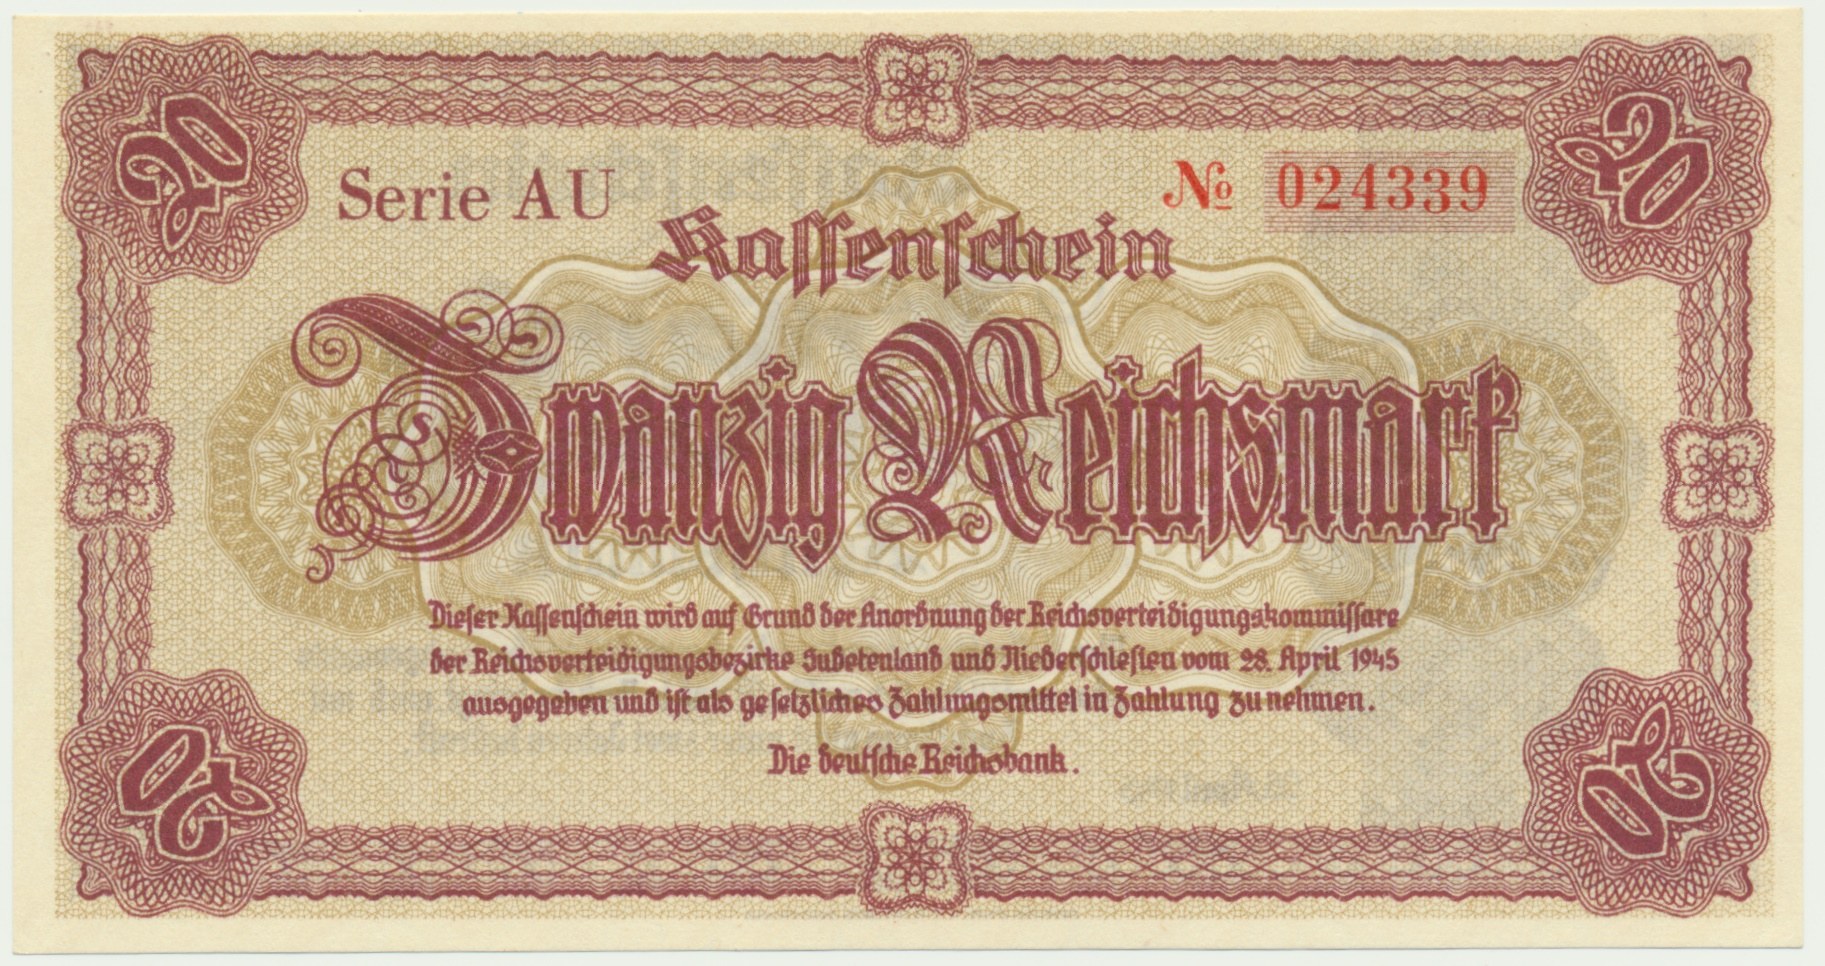 20 20
Serie AU № 024339
Kassenschein
Zwanzig Reichsmark
Dieser Kassenschein wird auf Grund der Anordnung der Reichsverteidigungskommissare
der Reichsverteidigungsbezirke Sudetenland und Niederschlesien vom 28. April 1945
ausgegeben und ist als gesetzliches Zahlungsmittel in Zahlung zu nehmen.
Die deutsche Reichsbank.
20 20